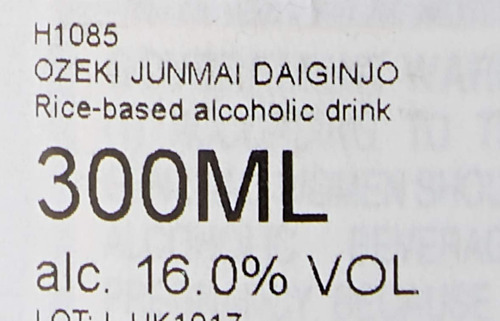 H1085
OZEKI JUNMAI DAIGINJO
Rice-based alcoholic drink
300ML
alc. 16.0% VOL